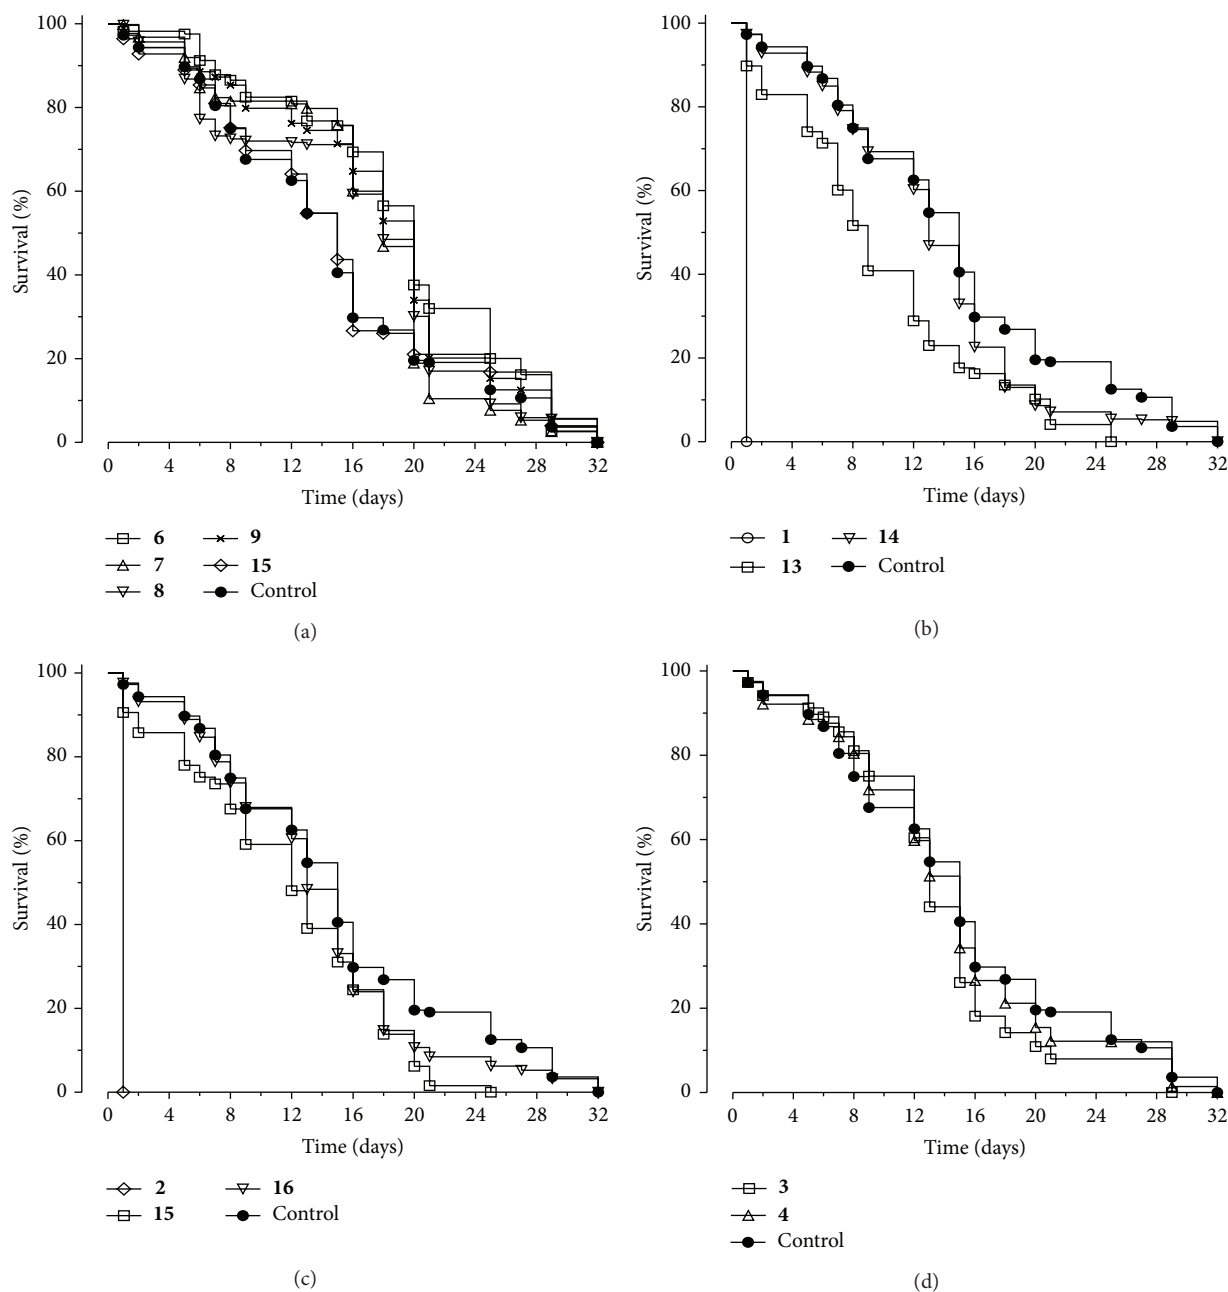 100
80
60
40
20
0
Survival (%)
0 4 8 12 16 20 24 28 32
Time (days)
6 9
7 15
8 Control
(a)
100
80
60
40
20
0
Survival (%)
0 4 8 12 16 20 24 28 32
Time (days)
1 14
13 Control
(b)
100
80
60
40
20
0
Survival (%)
0 4 8 12 16 20 24 28 32
Time (days)
2 16
15 Control
(c)
100
80
60
40
20
0
Survival (%)
0 4 8 12 16 20 24 28 32
Time (days)
3
4
Control
(d)